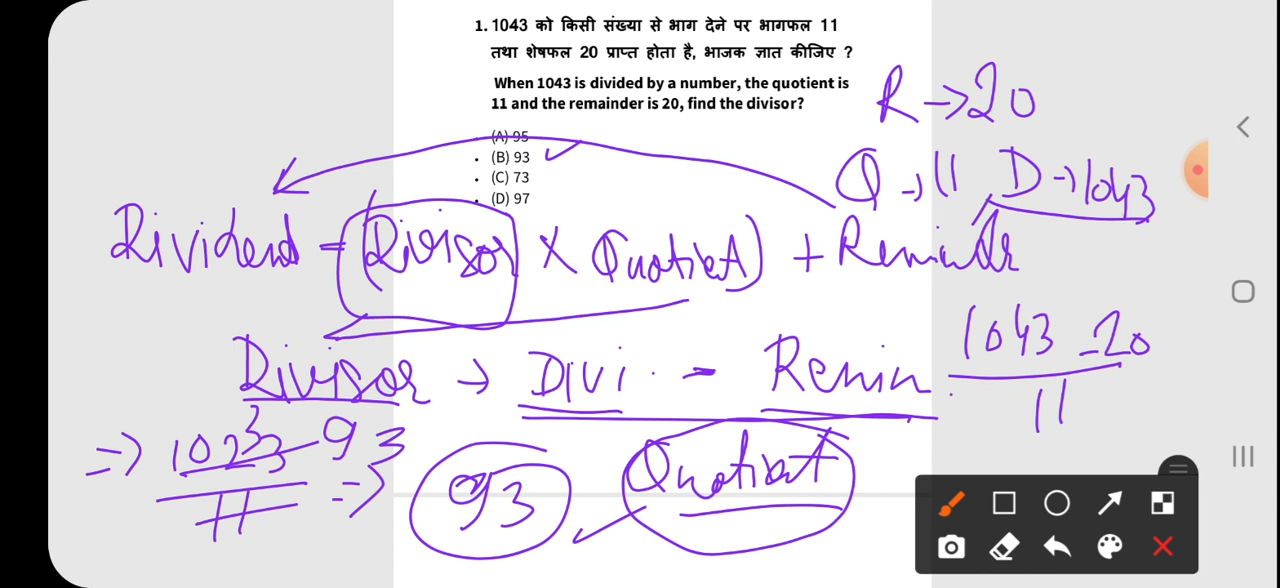 1. 1043 को किसी संख्या से भाग देने पर भागफल 11
तथा शेषफल 20 प्राप्त होता है, भाजक ज्ञात कीजिए ?
When 1043 is divided by a number, the quotient is
11 and the remainder is 20, find the divisor?
(A) 95
(B) 93
(C) 73
(D) 97
R → 20
Q → 11 D → 1043
Dividend = (Divisor × Quotient) + Remindr
Divisor → Divi. - Remin
Quotient
1043 - 20
11
⇒ 1023 93
11
⇒ 93